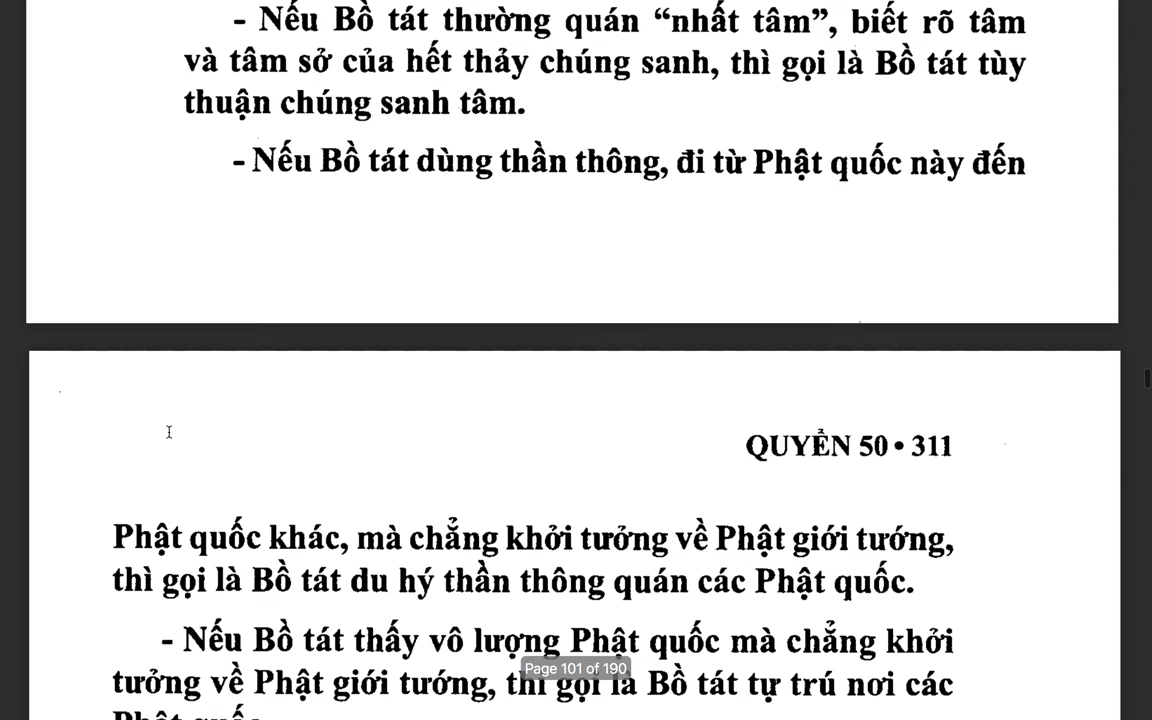 - Nếu Bồ tát thường quán “nhất tâm”, biết rõ tâm
và tâm sở của hết thảy chúng sanh, thì gọi là Bồ tát tùy
thuận chúng sanh tâm.
- Nếu Bồ tát dùng thần thông, đi từ Phật quốc này đến
QUYỂN 50 • 311
Phật quốc khác, mà chẳng khởi tưởng về Phật giới tướng,
thì gọi là Bồ tát du hý thần thông quán các Phật quốc.
- Nếu Bồ tát thấy vô lượng Phật quốc mà chẳng khởi
Page 101 of 190
tưởng về Phật giới tướng, thì gọi là Bồ tát tự trú nơi các
Phật quốc